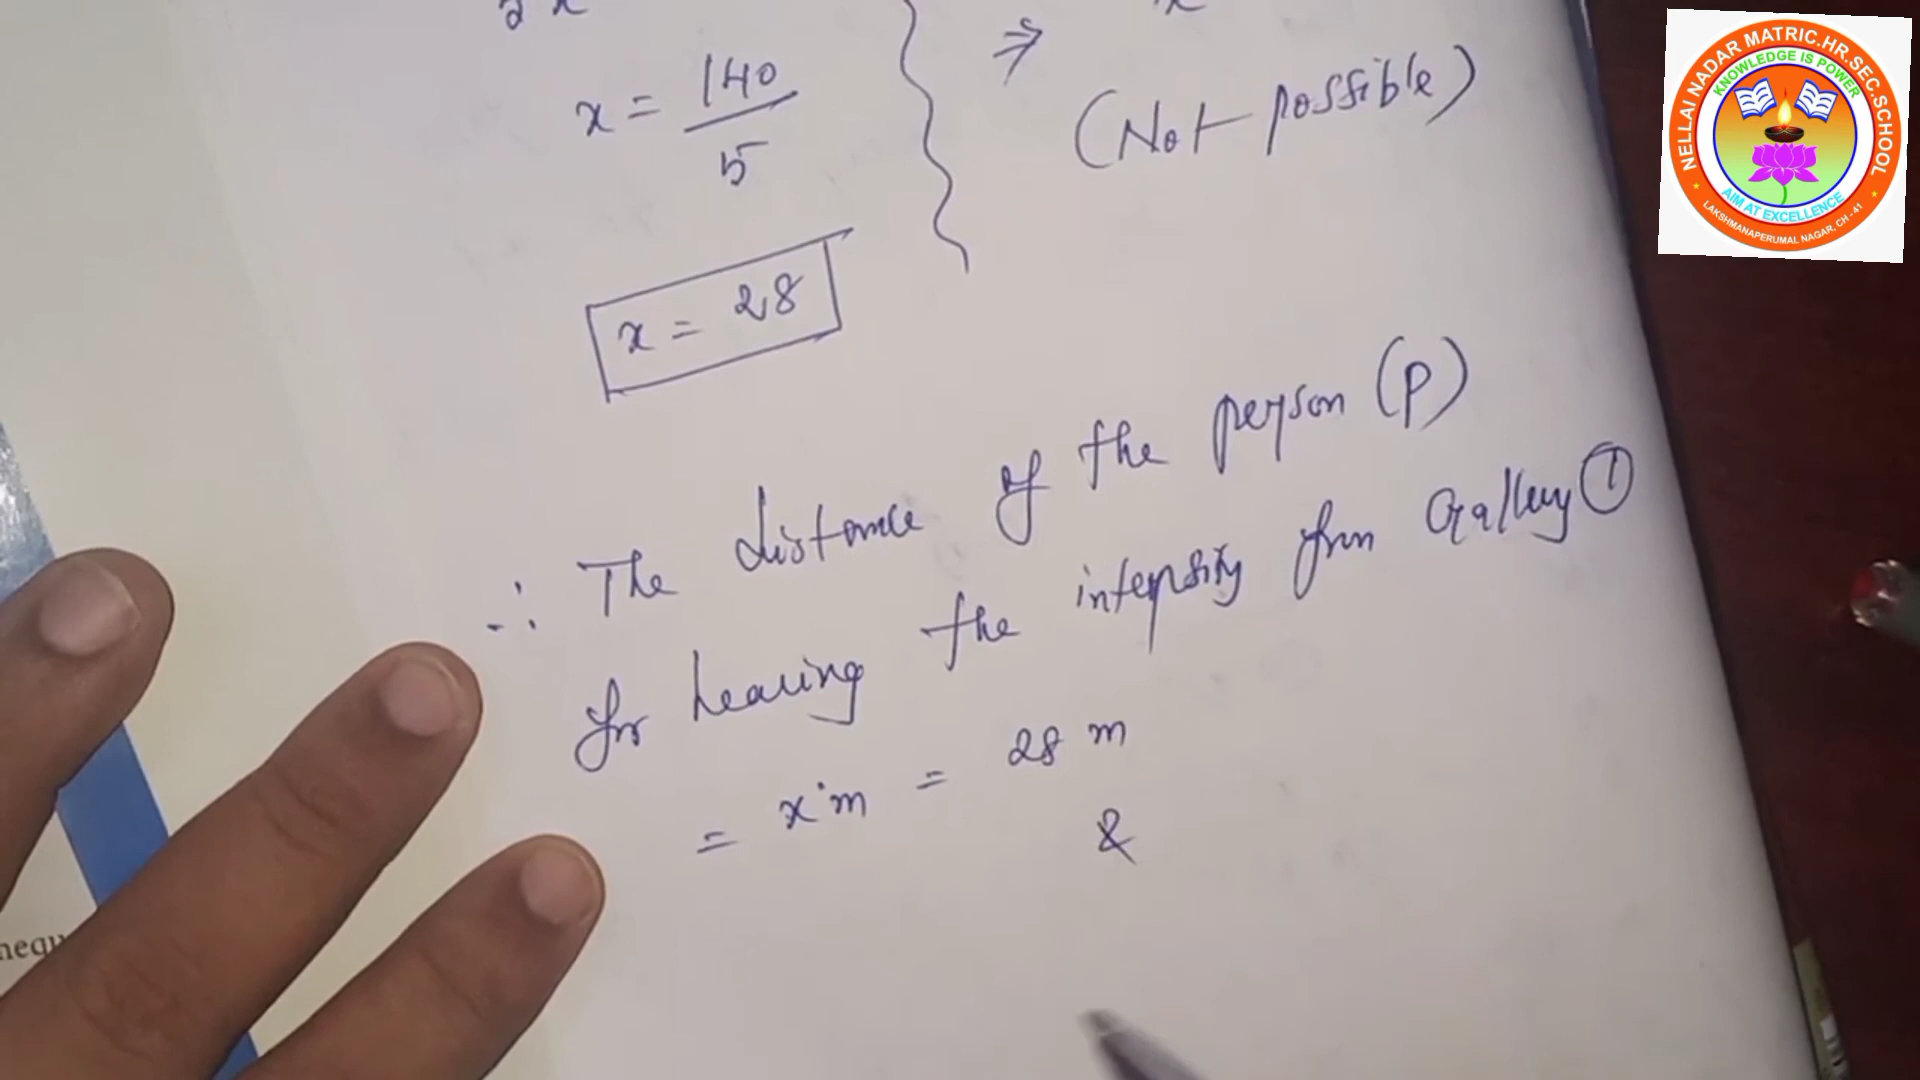 x = 140/5
x = 28
(Not possible)
∴ The distance of the person (P)
for hearing the intensity from Gallery ①
= x m = 28 m
&
NELLAI NADAR MATRIC.HR.SEC.SCHOOL
KNOWLEDGE IS POWER
AIM AT EXCELLENCE
LAKSHMANAPERUMAL NAGAR, CH - 41